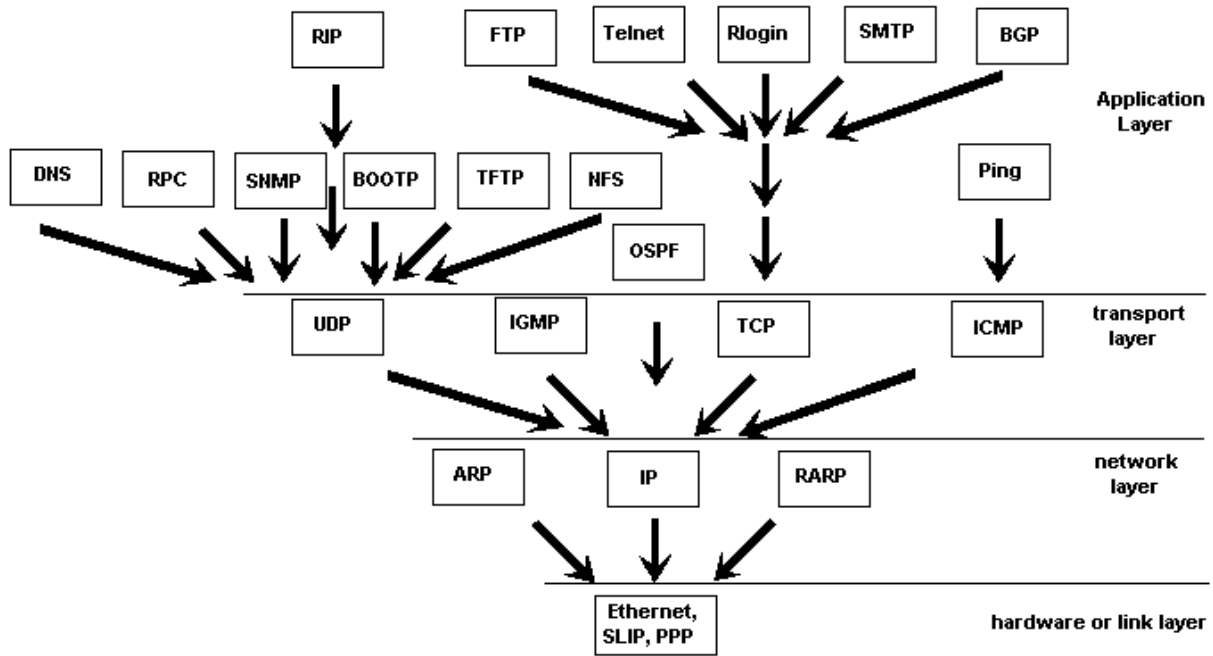 RIP
FTP
Telnet
Rlogin
SMTP
BGP
Application
Layer
DNS
RPC
SNMP
BOOTP
TFTP
NFS
Ping
OSPF
UDP
IGMP
TCP
ICMP
transport
layer
ARP
IP
RARP
network
layer
Ethernet,
SLIP, PPP
hardware or link layer